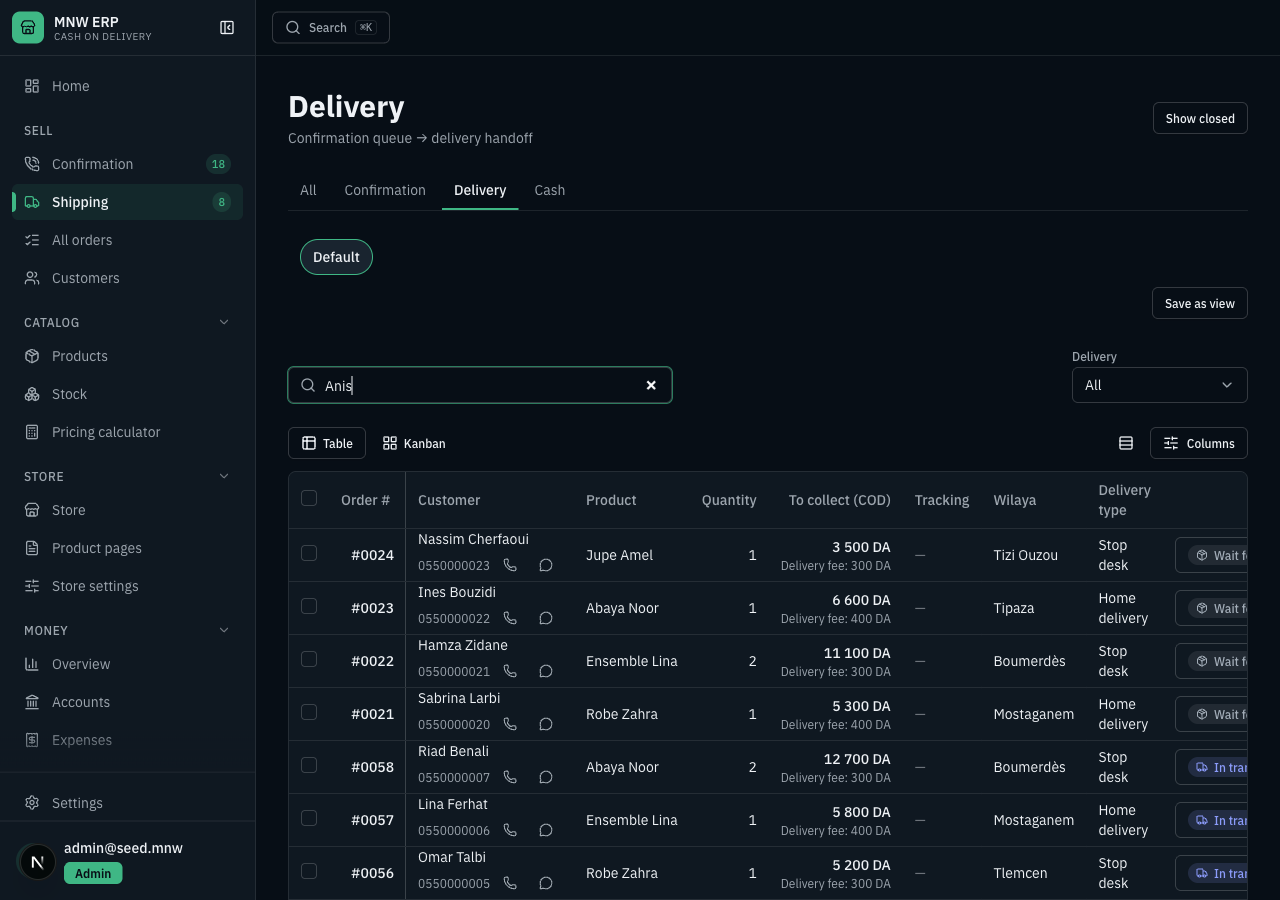 MNW ERP
CASH ON DELIVERY
Search ⌘K
Home
SELL
Confirmation 18
Shipping 8
All orders
Customers
CATALOG
Products
Stock
Pricing calculator
STORE
Store
Product pages
Store settings
MONEY
Overview
Accounts
Expenses
Settings
N
admin@seed.mnw
Admin
Delivery
Confirmation queue → delivery handoff
Show closed
All Confirmation Delivery Cash
Default
Save as view
Delivery
Anis
All
Table Kanban
Columns
Order # Customer Product Quantity To collect (COD) Tracking Wilaya Delivery type
#0024 Nassim Cherfaoui 0550000023 Jupe Amel 1 3 500 DA Delivery fee: 300 DA — Tizi Ouzou Stop desk Wait
#0023 Ines Bouzidi 0550000022 Abaya Noor 1 6 600 DA Delivery fee: 400 DA — Tipaza Home delivery Wait
#0022 Hamza Zidane 0550000021 Ensemble Lina 2 11 100 DA Delivery fee: 300 DA — Boumerdès Stop desk Wait
#0021 Sabrina Larbi 0550000020 Robe Zahra 1 5 300 DA Delivery fee: 400 DA — Mostaganem Home delivery Wait
#0058 Riad Benali 0550000007 Abaya Noor 2 12 700 DA Delivery fee: 300 DA — Boumerdès Stop desk In
#0057 Lina Ferhat 0550000006 Ensemble Lina 1 5 800 DA Delivery fee: 400 DA — Mostaganem Home delivery In
#0056 Omar Talbi 0550000005 Robe Zahra 1 5 200 DA Delivery fee: 300 DA — Tlemcen Stop desk In